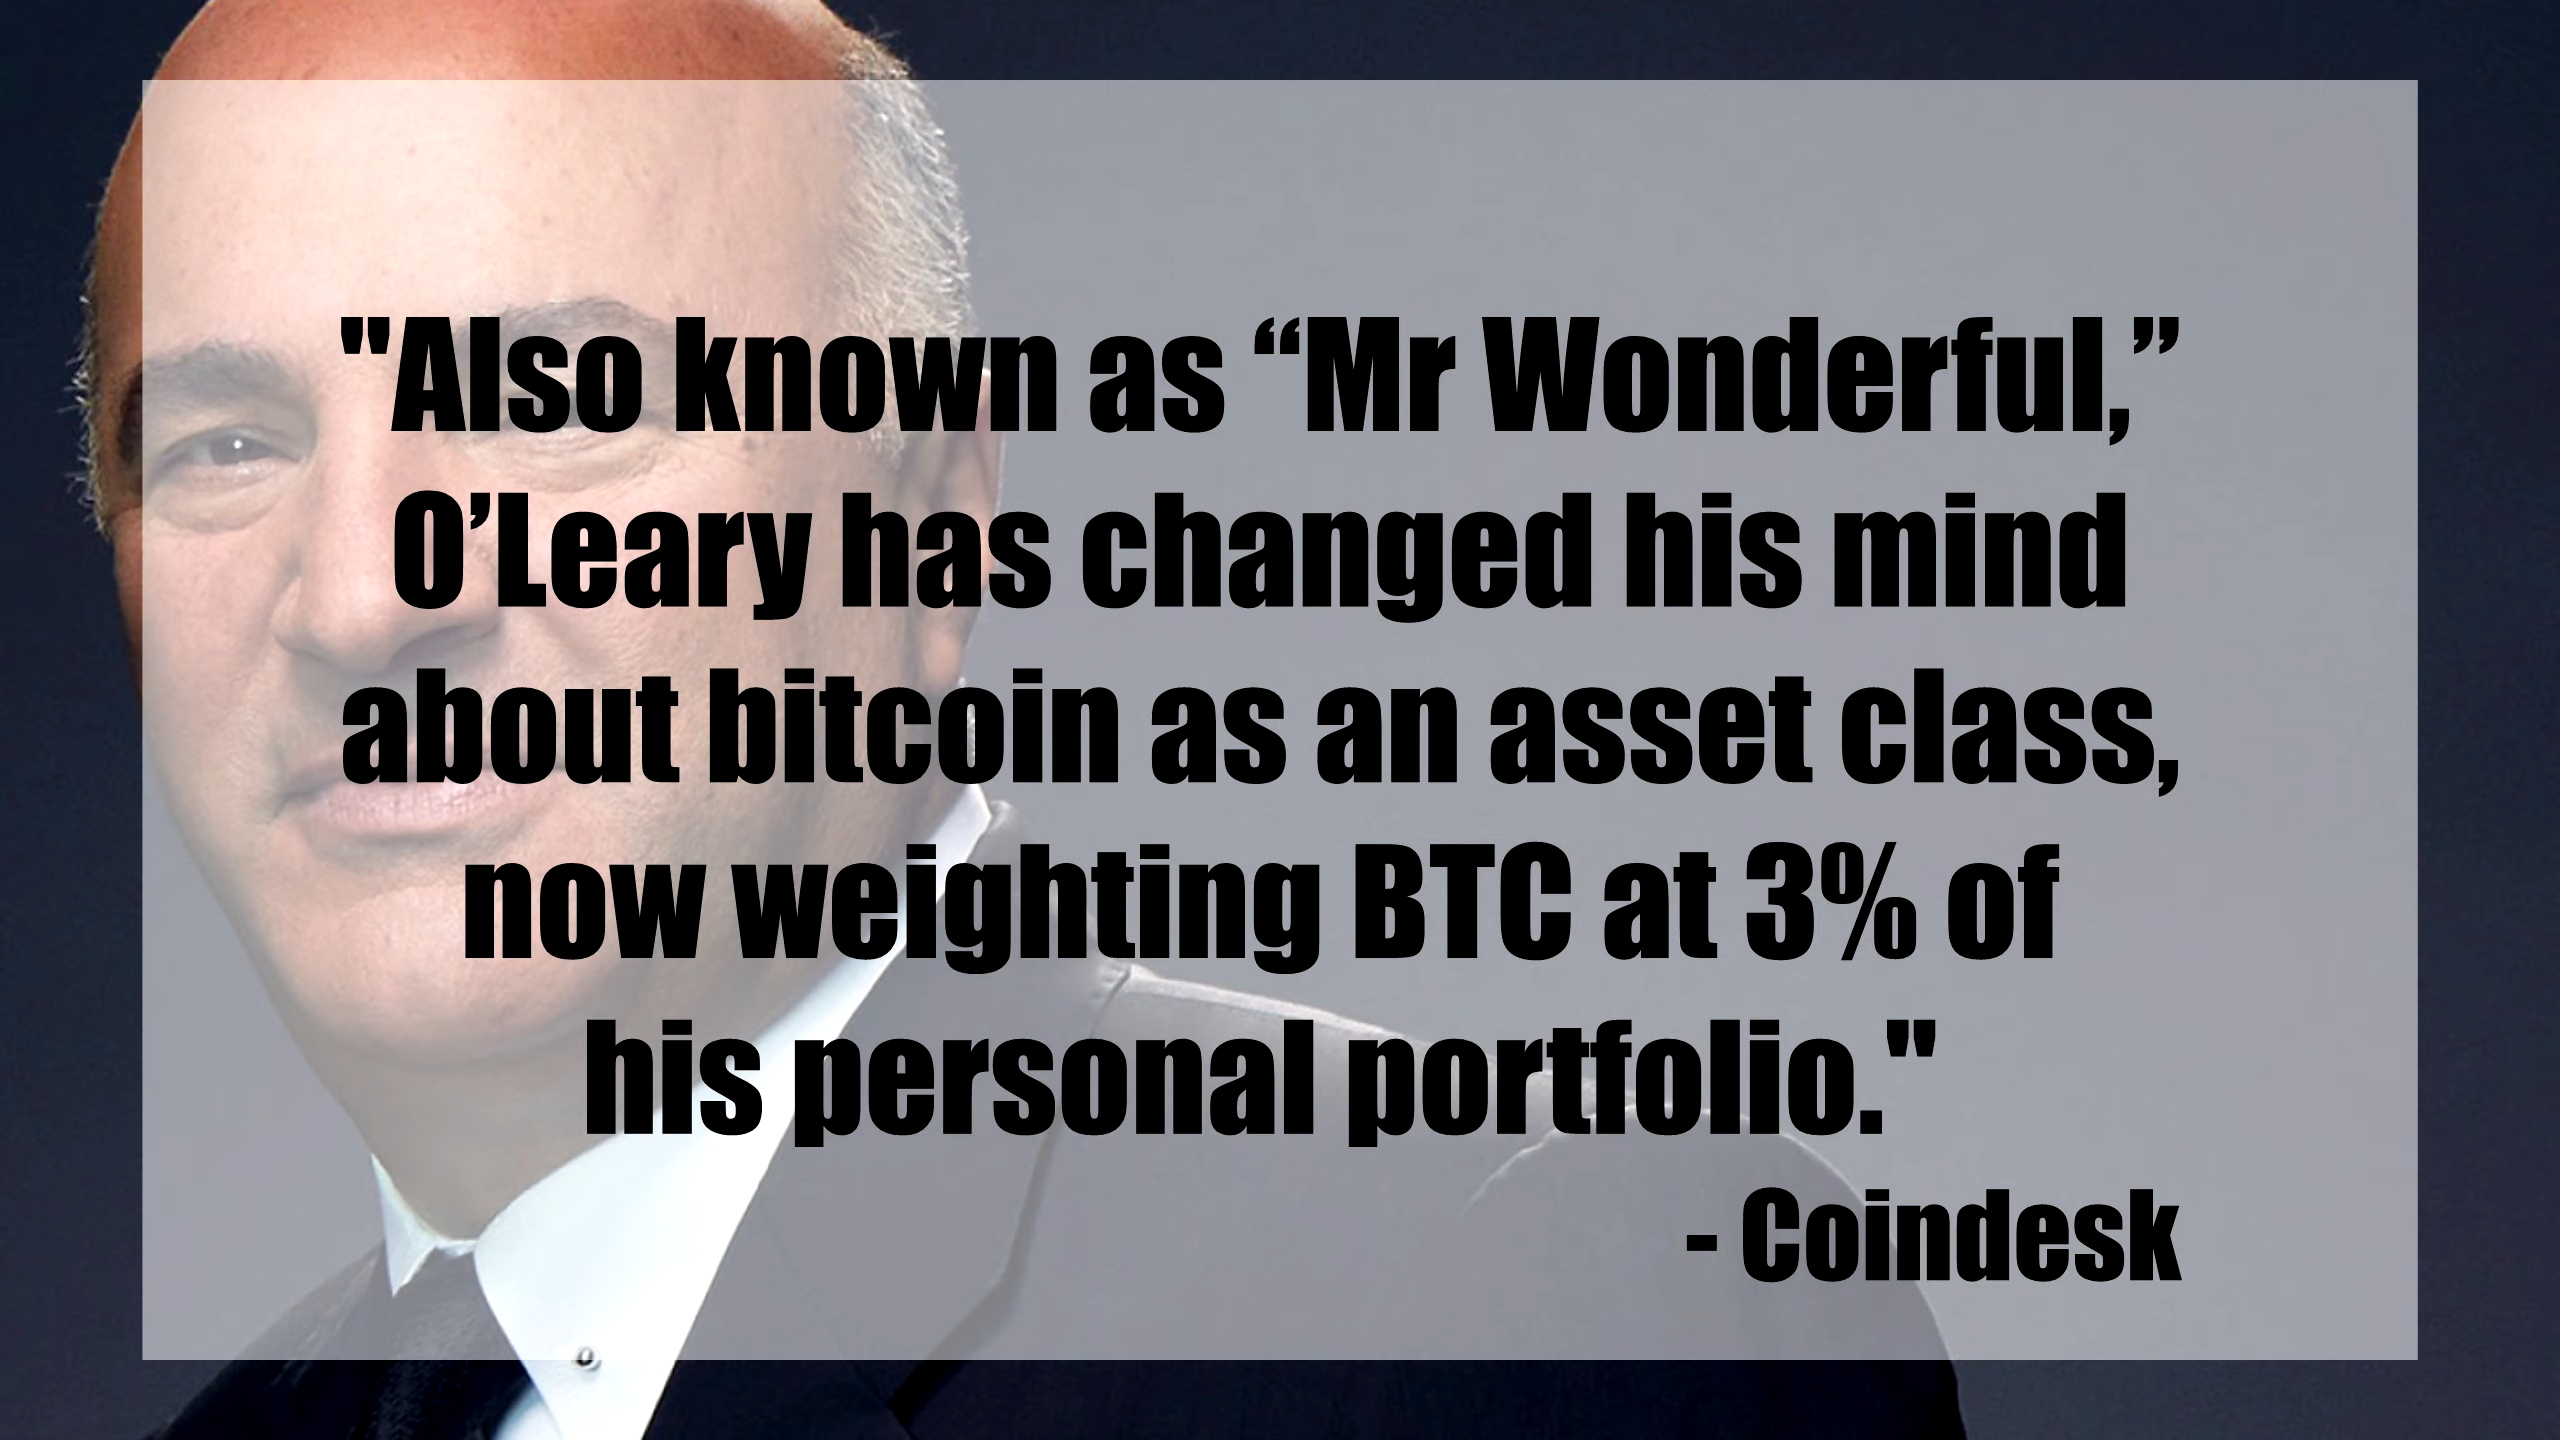 "Also known as “Mr Wonderful,”
O’Leary has changed his mind
about bitcoin as an asset class,
now weighting BTC at 3% of
his personal portfolio."
- Coindesk